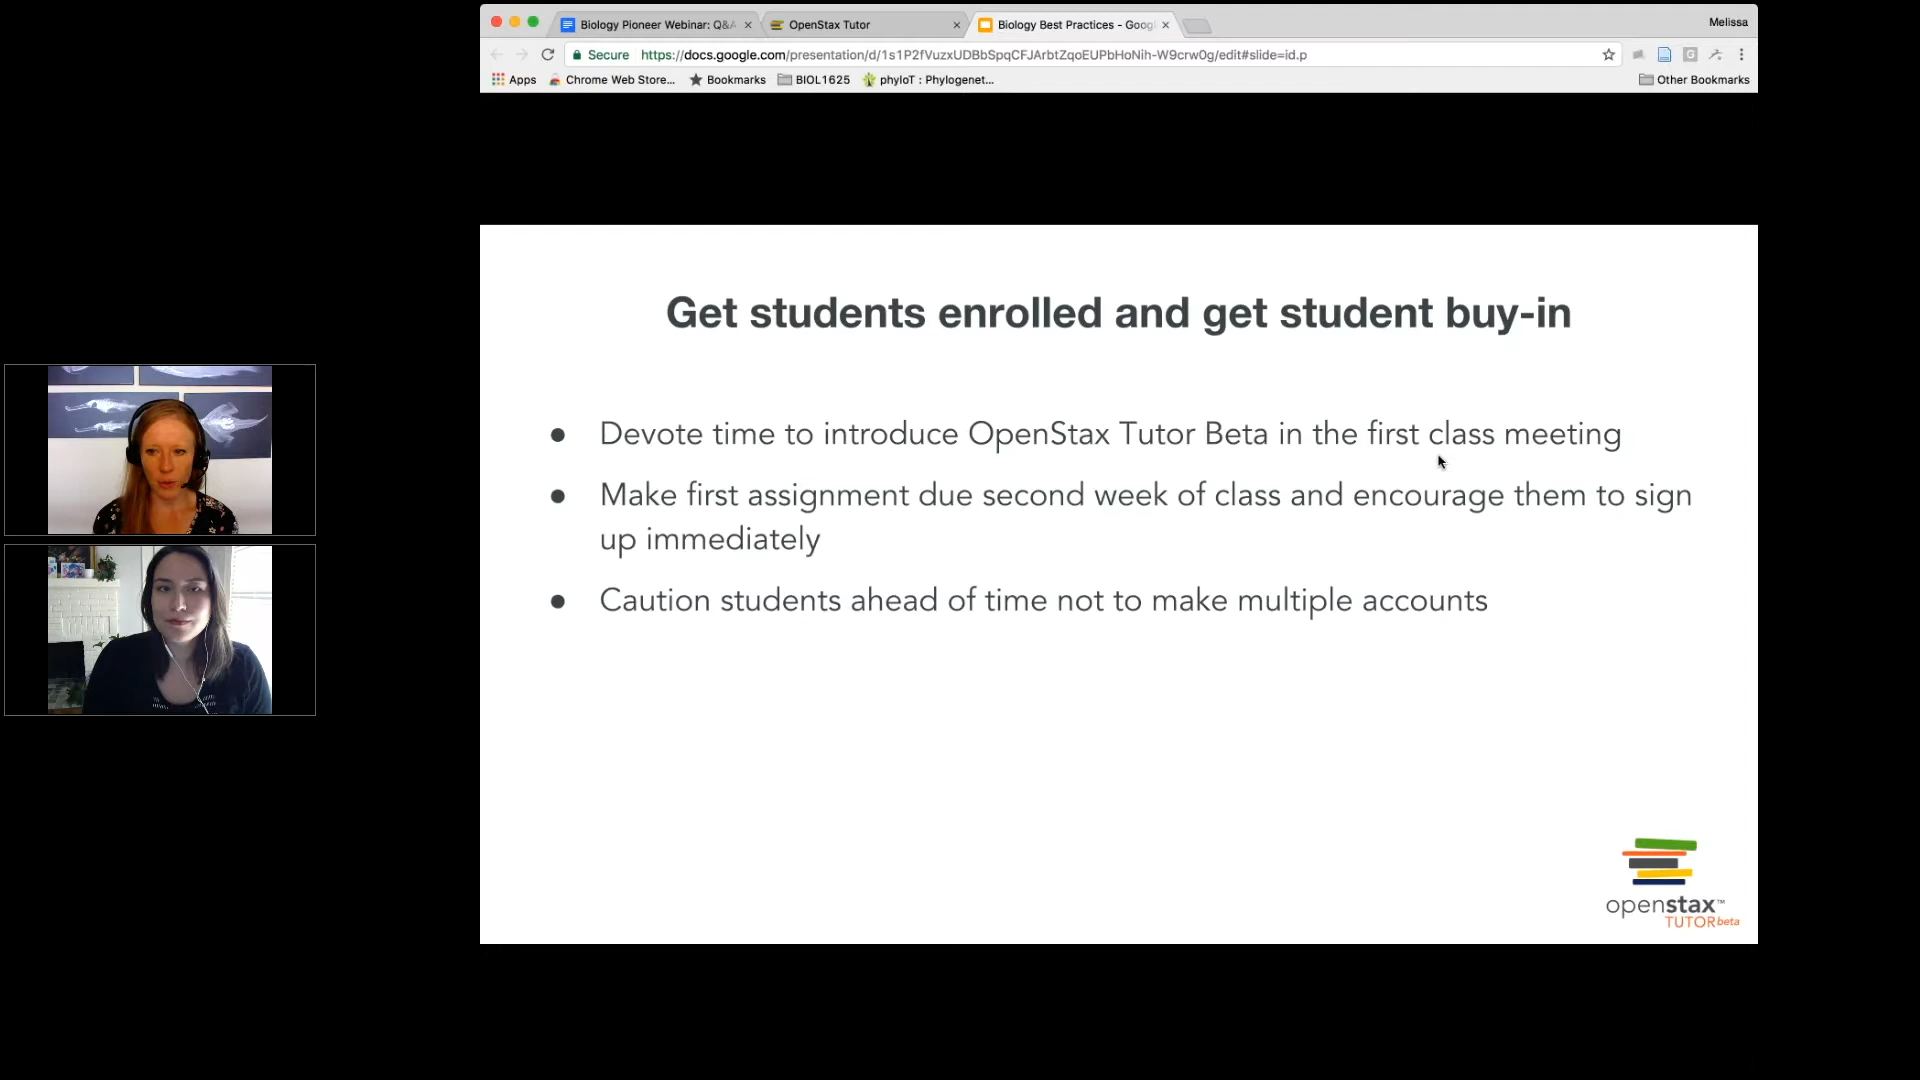 Biology Pioneer Webinar: Q&A
OpenStax Tutor
Biology Best Practices - Goog
Melissa
Secure
https://docs.google.com/presentation/d/1s1P2fVuzxUDBbSpqCFJArbtZqoEUPbHoNih-W9crw0g/edit#slide=id.p
Apps
Chrome Web Store...
Bookmarks
BIOL1625
phyloT : Phylogenet...
Other Bookmarks
Get students enrolled and get student buy-in
● Devote time to introduce OpenStax Tutor Beta in the first class meeting
● Make first assignment due second week of class and encourage them to sign
up immediately
● Caution students ahead of time not to make multiple accounts
openstax™
TUTOR beta